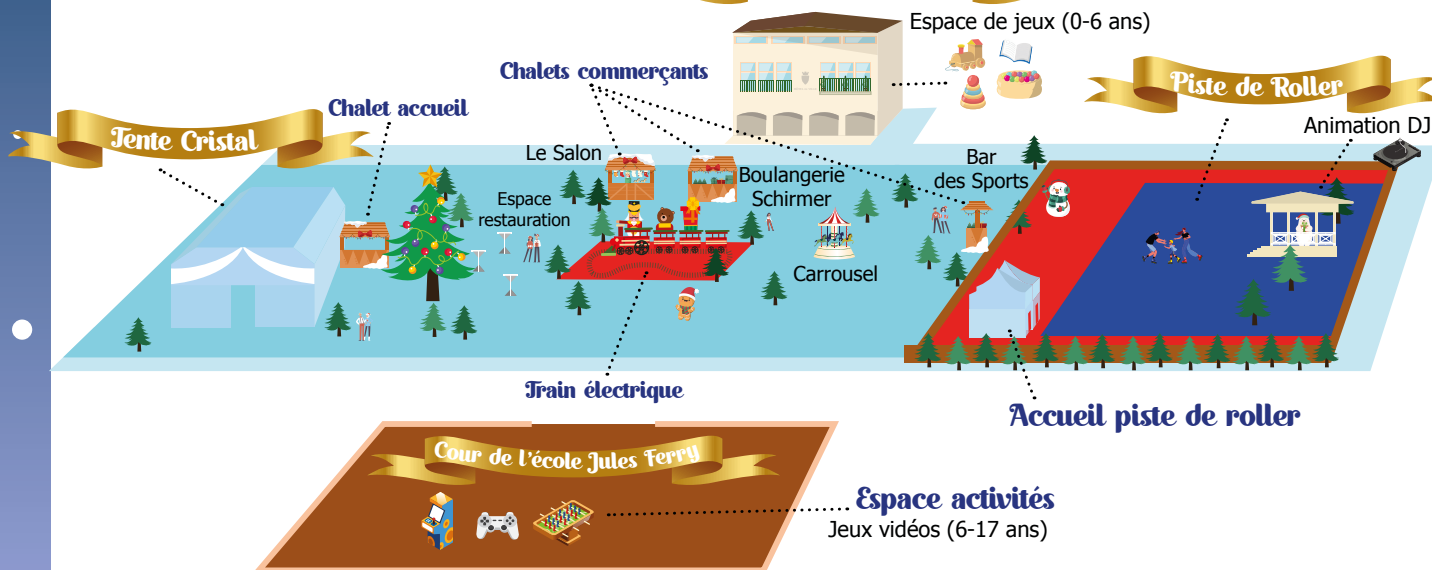 Espace de jeux (0-6 ans)
Chalets commerçants
Piste de Roller
Chalet accueil
Animation DJ
Tente Cristal
Le Salon
Bar
des Sports
Boulangerie
Schirmer
Espace
restauration
Carrousel
Train électrique
Accueil piste de roller
Cour de l'école Jules Ferry
Espace activités
Jeux vidéos (6-17 ans)